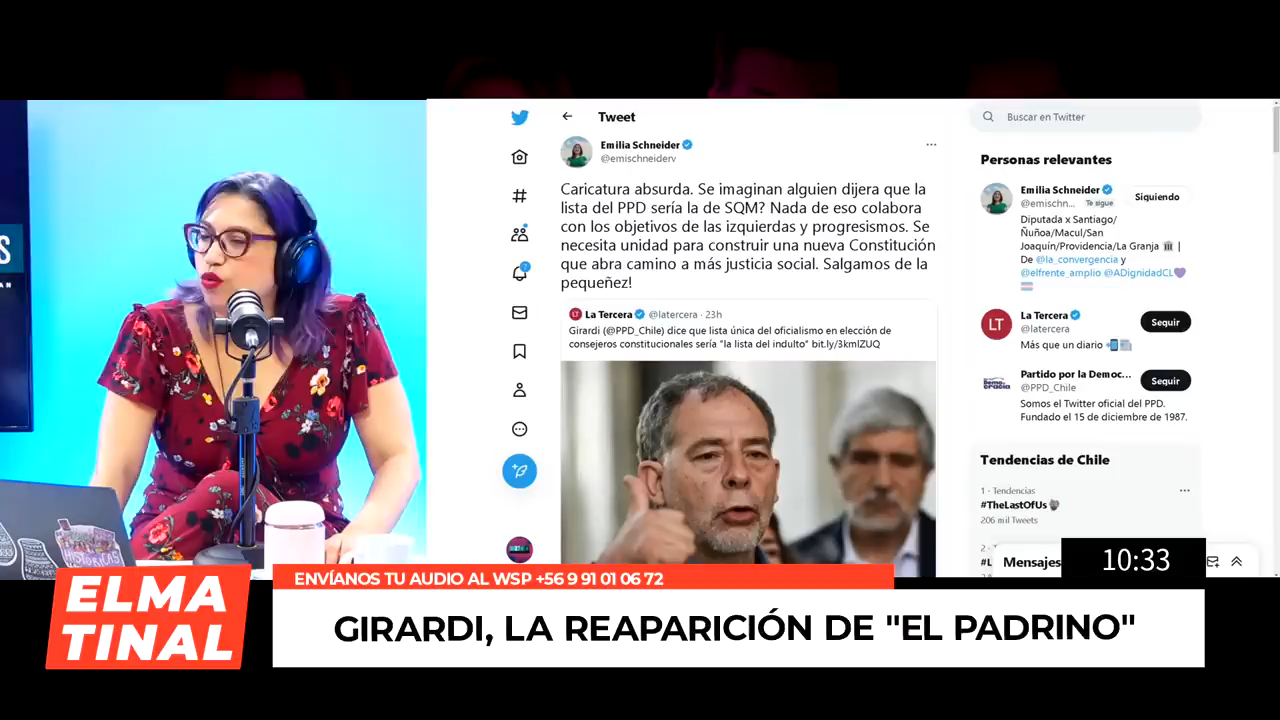 S
AN
HISTÓRICAS
Tweet
Emilia Schneider
@emischneiderv
Caricatura absurda. Se imaginan alguien dijera que la
lista del PPD sería la de SQM? Nada de eso colabora
con los objetivos de las izquierdas y progresismos. Se
necesita unidad para construir una nueva Constitución
que abra camino a más justicia social. Salgamos de la
pequeñez!
LT La Tercera @latercera · 23h
Girardi (@PPD_Chile) dice que lista única del oficialismo en elección de
consejeros constitucionales sería "la lista del indulto" bit.ly/3kmlZUQ
Buscar en Twitter
Personas relevantes
Emilia Schneider
@emischn... Te sigue
Siguiendo
Diputada x Santiago/
Ñuñoa/Macul/San
Joaquín/Providencia/La Granja 🏛 |
De @la_convergencia y
@elfrente_amplio @ADignidadCL💜
LT
La Tercera
@latercera
Seguir
Más que un diario 📲📰
Partido por la Democ...
@PPD_Chile
Seguir
Somos el Twitter oficial del PPD.
Fundado el 15 de diciembre de 1987.
Tendencias de Chile
1 · Tendencias
#TheLastOfUs
206 mil Tweets
2 ·
#L
Mensajes
10:33
ELMA
TINAL
ENVÍANOS TU AUDIO AL WSP +56 9 91 01 06 72
GIRARDI, LA REAPARICIÓN DE "EL PADRINO"